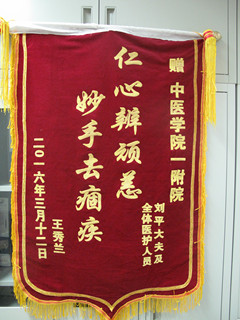 赠 中医学院一附院
刘平大夫及
全体医护人员
仁心辨顽恙
妙手去痼疾
王秀兰
二〇一六年三月十二日